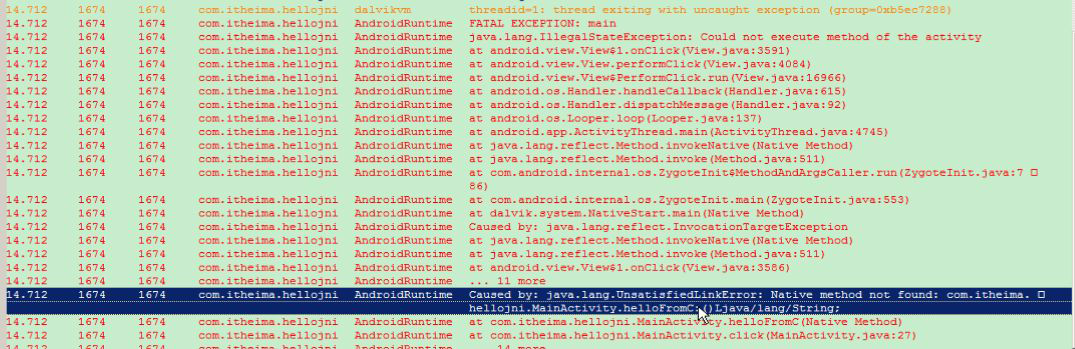 14.712 1674 1674 com.itheima.hellojni dalvikvm threadid=1: thread exiting with uncaught exception (group=0xb5ec7288)
14.712 1674 1674 com.itheima.hellojni AndroidRuntime FATAL EXCEPTION: main
14.712 1674 1674 com.itheima.hellojni AndroidRuntime java.lang.IllegalStateException: Could not execute method of the activity
14.712 1674 1674 com.itheima.hellojni AndroidRuntime at android.view.View$1.onClick(View.java:3591)
14.712 1674 1674 com.itheima.hellojni AndroidRuntime at android.view.View.performClick(View.java:4084)
14.712 1674 1674 com.itheima.hellojni AndroidRuntime at android.view.View$PerformClick.run(View.java:16966)
14.712 1674 1674 com.itheima.hellojni AndroidRuntime at android.os.Handler.handleCallback(Handler.java:615)
14.712 1674 1674 com.itheima.hellojni AndroidRuntime at android.os.Handler.dispatchMessage(Handler.java:92)
14.712 1674 1674 com.itheima.hellojni AndroidRuntime at android.os.Looper.loop(Looper.java:137)
14.712 1674 1674 com.itheima.hellojni AndroidRuntime at android.app.ActivityThread.main(ActivityThread.java:4745)
14.712 1674 1674 com.itheima.hellojni AndroidRuntime at java.lang.reflect.Method.invokeNative(Native Method)
14.712 1674 1674 com.itheima.hellojni AndroidRuntime at java.lang.reflect.Method.invoke(Method.java:511)
14.712 1674 1674 com.itheima.hellojni AndroidRuntime at com.android.internal.os.ZygoteInit$MethodAndArgsCaller.run(ZygoteInit.java:7
86)
14.712 1674 1674 com.itheima.hellojni AndroidRuntime at com.android.internal.os.ZygoteInit.main(ZygoteInit.java:553)
14.712 1674 1674 com.itheima.hellojni AndroidRuntime at dalvik.system.NativeStart.main(Native Method)
14.712 1674 1674 com.itheima.hellojni AndroidRuntime Caused by: java.lang.reflect.InvocationTargetException
14.712 1674 1674 com.itheima.hellojni AndroidRuntime at java.lang.reflect.Method.invokeNative(Native Method)
14.712 1674 1674 com.itheima.hellojni AndroidRuntime at java.lang.reflect.Method.invoke(Method.java:511)
14.712 1674 1674 com.itheima.hellojni AndroidRuntime at android.view.View$1.onClick(View.java:3586)
14.712 1674 1674 com.itheima.hellojni AndroidRuntime ... 11 more
14.712 1674 1674 com.itheima.hellojni AndroidRuntime Caused by: java.lang.UnsatisfiedLinkError: Native method not found: com.itheima.
hellojni.MainActivity.helloFromC:()Ljava/lang/String;
14.712 1674 1674 com.itheima.hellojni AndroidRuntime at com.itheima.hellojni.MainActivity.helloFromC(Native Method)
14.712 1674 1674 com.itheima.hellojni AndroidRuntime at com.itheima.hellojni.MainActivity.click(MainActivity.java:27)
14.712 1674 1674 com.itheima.hellojni AndroidRuntime ... 14 more